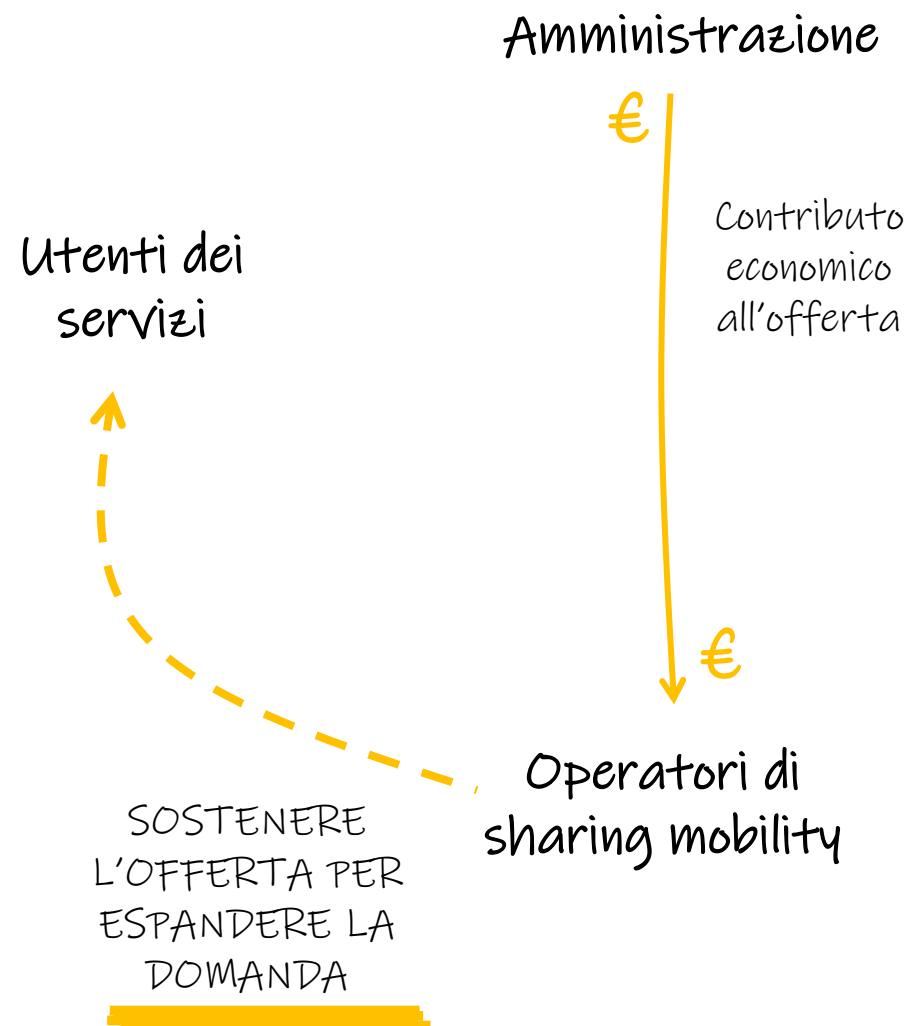 Amministrazione
€
Contributo
economico
all'offerta
Utenti dei
servizi
€
Operatori di
sharing mobility
SOSTENERE
L'OFFERTA PER
ESPANDERE LA
DOMANDA